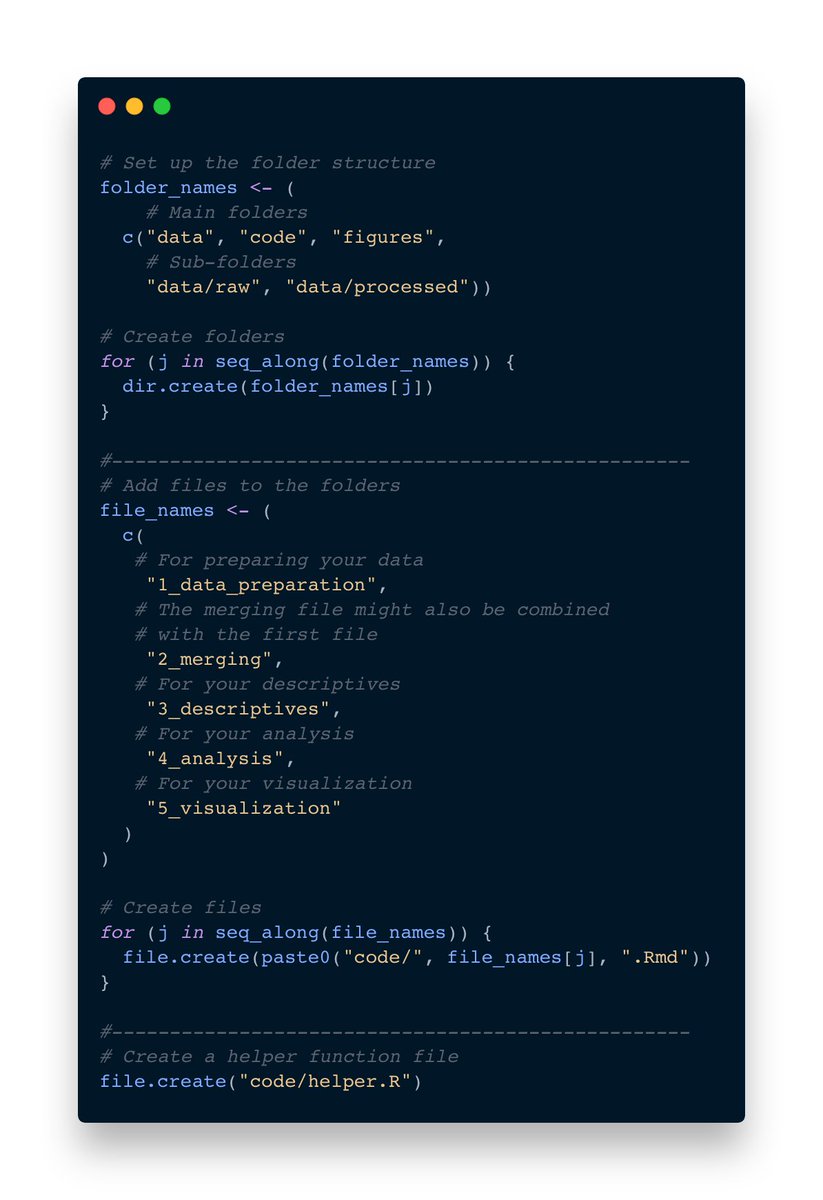 # Set up the folder structure
folder_names <- (
    # Main folders
  c("data", "code", "figures",
    # Sub-folders
    "data/raw", "data/processed"))

# Create folders
for (j in seq_along(folder_names)) {
  dir.create(folder_names[j])
}

#--------------------------------------------------
# Add files to the folders
file_names <- (
  c(
   # For preparing your data
    "1_data_preparation",
   # The merging file might also be combined
   # with the first file
    "2_merging",
   # For your descriptives
    "3_descriptives",
   # For your analysis
    "4_analysis",
   # For your visualization
    "5_visualization"
  )
)

# Create files
for (j in seq_along(file_names)) {
  file.create(paste0("code/", file_names[j], ".Rmd"))
}

#--------------------------------------------------
# Create a helper function file
file.create("code/helper.R")